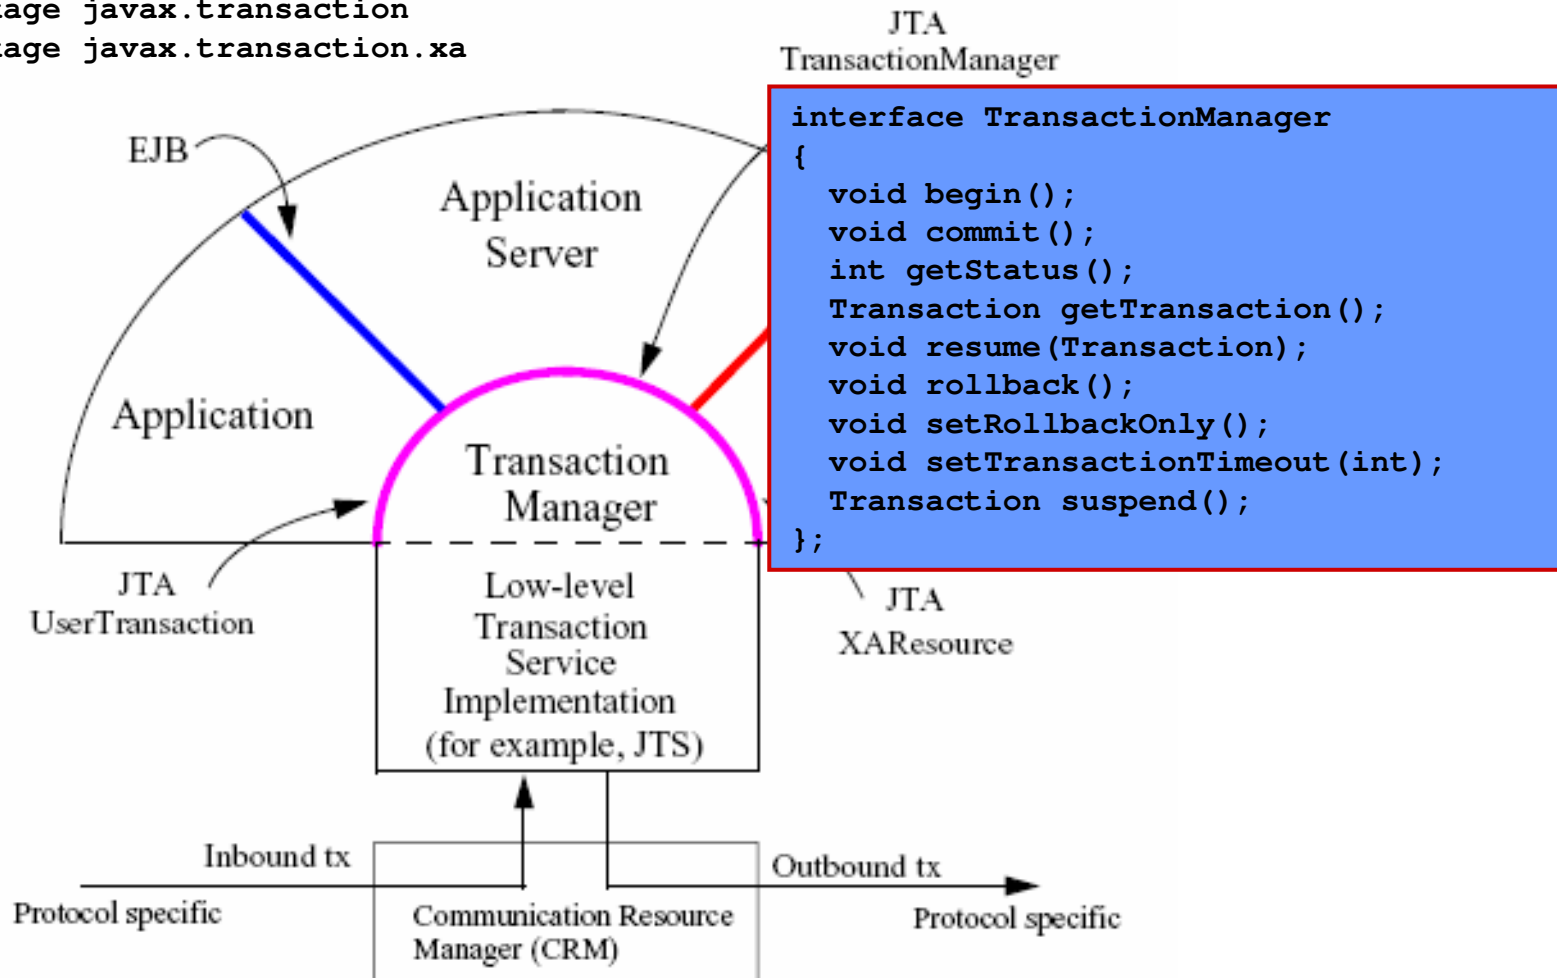 kage javax.transaction
kage javax.transaction.xa
JTA
TransactionManager
interface TransactionManager
{
void begin();
void commit();
int getStatus();
Transaction getTransaction();
void resume(Transaction);
void rollback();
void setRollbackOnly();
void setTransactionTimeout(int);
Transaction suspend();
};
EJB
Application
Server
Application
Transaction
Manager
JTA
UserTransaction
Low-level
Transaction
Service
Implementation
(for example, JTS)
JTA
XAResource
Inbound tx
Outbound tx
Protocol specific
Communication Resource
Manager (CRM)
Protocol specific